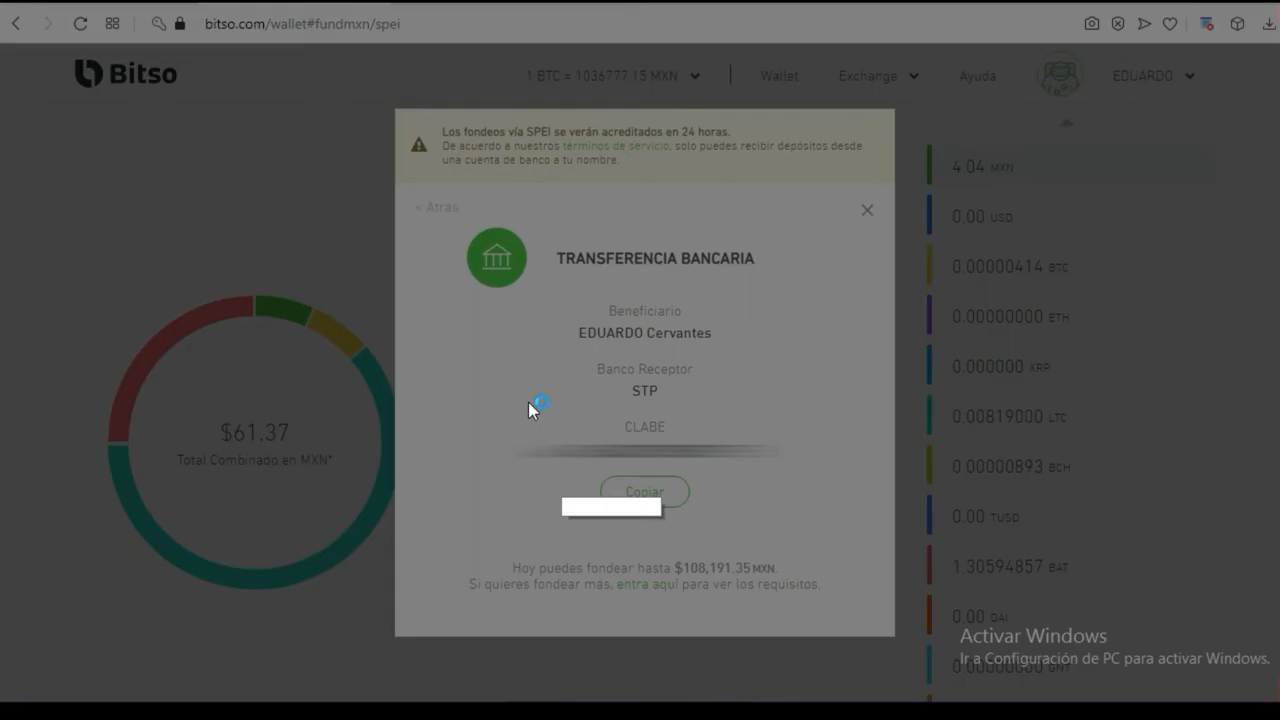 bitso.com/wallet#fundmxn/spei
Bitso
1 BTC = 1036777.15 MXN
Wallet
Exchange
Ayuda
EDUARDO
Los fondeos vía SPEI se verán acreditados en 24 horas.
De acuerdo a nuestros términos de servicio, solo puedes recibir depósitos desde
una cuenta de banco a tu nombre.
< Atras
TRANSFERENCIA BANCARIA
Beneficiario
EDUARDO Cervantes
Banco Receptor
STP
CLABE
Copiar
Hoy puedes fondear hasta $108,191.35 MXN.
Si quieres fondear más, entra aquí para ver los requisitos.
$61.37
Total Combinado en MXN*
4.04 MXN
0.00 USD
0.00000414 BTC
0.00000000 ETH
0.000000 XRP
0.00819000 LTC
0.00000893 BCH
0.00 TUSD
1.30594857 BAT
0.00 DAI
0.00000000 GNT
Activar Windows
Ir a Configuración de PC para activar Windows.